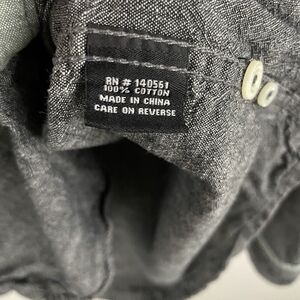 RN # 140561
100% COTTON
MADE IN CHINA
CARE ON REVERSE